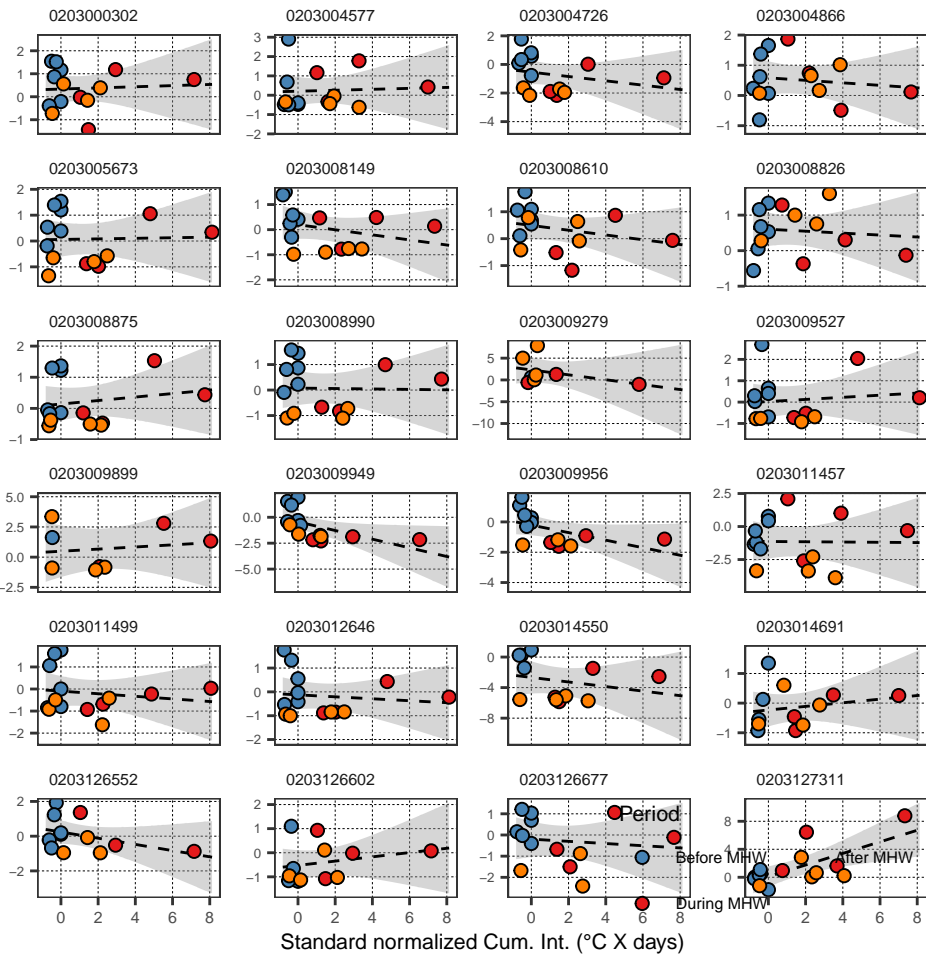 0203000302 0203004577 0203004726 0203004866
2 3 2 2
1 2 0 1
0 1 -2 0
1 0 -4 1
1
2
0203005673 0203008149 0203008610 0203008826
2 1 1 1
1 0 0 0
0 1 1 1
1 2
0203008875 0203008990 0203009279 0203009527
2 1 5 2
1 0 0 1
0 1 5 0
1 10 1
0203009899 0203009949 0203009956 0203011457
5.0 0.0 0 2.5
2.5 2.5 2 0.0
0.0 5.0 4 2.5
2.5
0203011499 0203012646 0203014550 0203014691
1 1 0 1
0 0 4 0
1 1 8 1
2 2
0203126552 0203126602 0203126677 0203127311
2 2 1 8
0 1 0 4
2 0 1 0
1 2
0 2 4 6 8 0 2 4 6 8 0 2 4 6 8 0 2 4 6 8
Period
Before MHW After MHW
During MHW
Standard normalized Cum. Int. (°C X days)